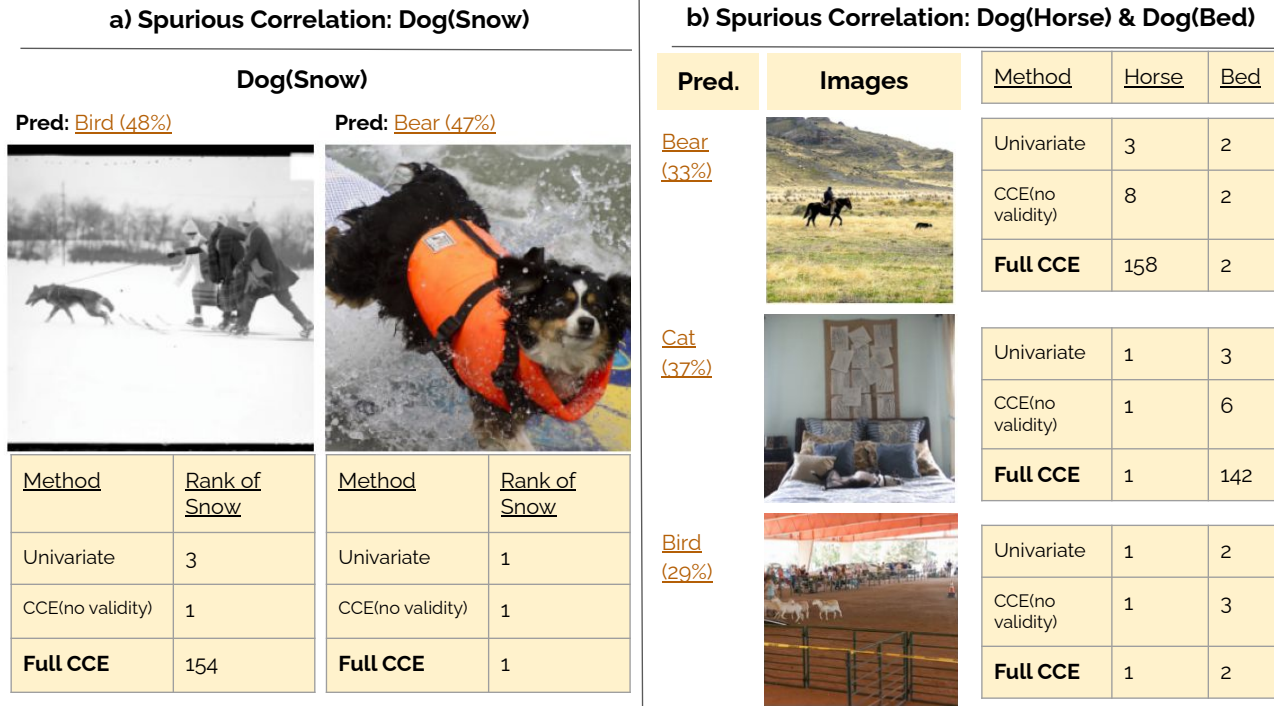 a) Spurious Correlation: Dog(Snow)
Dog(Snow)
Pred: Bird (48%)
Pred: Bear (47%)
Method
Rank of
Snow
Univariate
3
CCE(no validity)
1
Full CCE
154
Method
Rank of
Snow
Univariate
1
CCE(no validity)
1
Full CCE
1
b) Spurious Correlation: Dog(Horse) & Dog(Bed)
Pred.
Images
Method
Horse
Bed
Bear
(33%)
Univariate
3
2
CCE(no
validity)
8
2
Full CCE
158
2
Cat
(37%)
Univariate
1
3
CCE(no
validity)
1
6
Full CCE
1
142
Bird
(29%)
Univariate
1
2
CCE(no
validity)
1
3
Full CCE
1
2